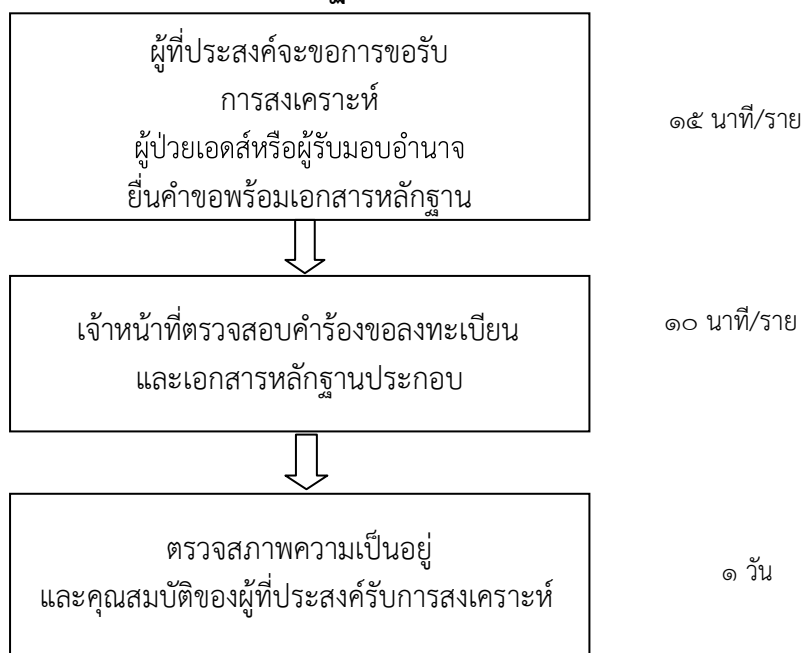 ผู้ที่ประสงค์จะขอการขอรับ
การสงเคราะห์
ผู้ป่วยเอดส์หรือผู้รับมอบอำนาจ
ยื่นคำขอพร้อมเอกสารหลักฐาน
๑๕ นาที/ราย
เจ้าหน้าที่ตรวจสอบคำร้องขอลงทะเบียน
และเอกสารหลักฐานประกอบ
๑๐ นาที/ราย
ตรวจสภาพความเป็นอยู่
และคุณสมบัติของผู้ที่ประสงค์รับการสงเคราะห์
๑ วัน